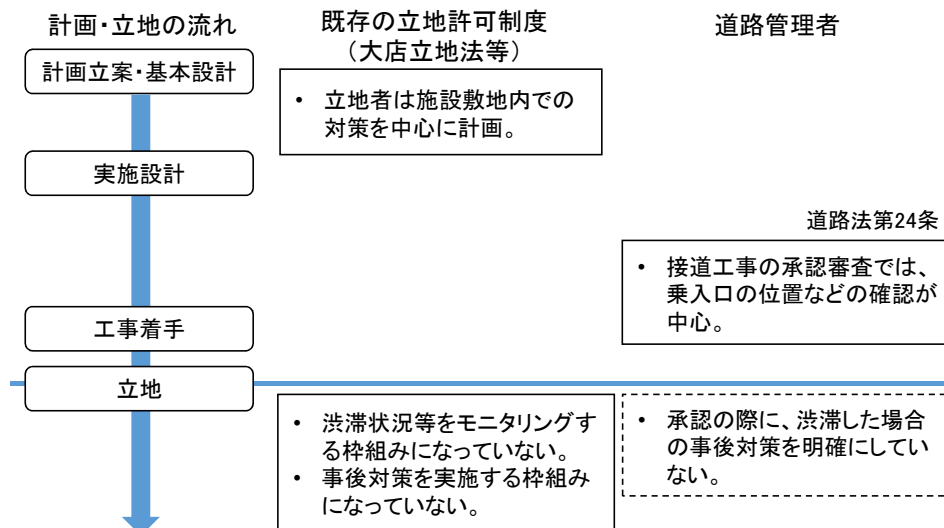 計画・立地の流れ
既存の立地許可制度
（大店立地法等）
道路管理者
計画立案・基本設計
• 立地者は施設敷地内での
対策を中心に計画。
実施設計
道路法第24条
• 接道工事の承認審査では、
乗入口の位置などの確認が
中心。
工事着手
立地
• 渋滞状況等をモニタリングす
る枠組みになっていない。
• 事後対策を実施する枠組み
になっていない。
• 承認の際に、渋滞した場合
の事後対策を明確にしてい
ない。